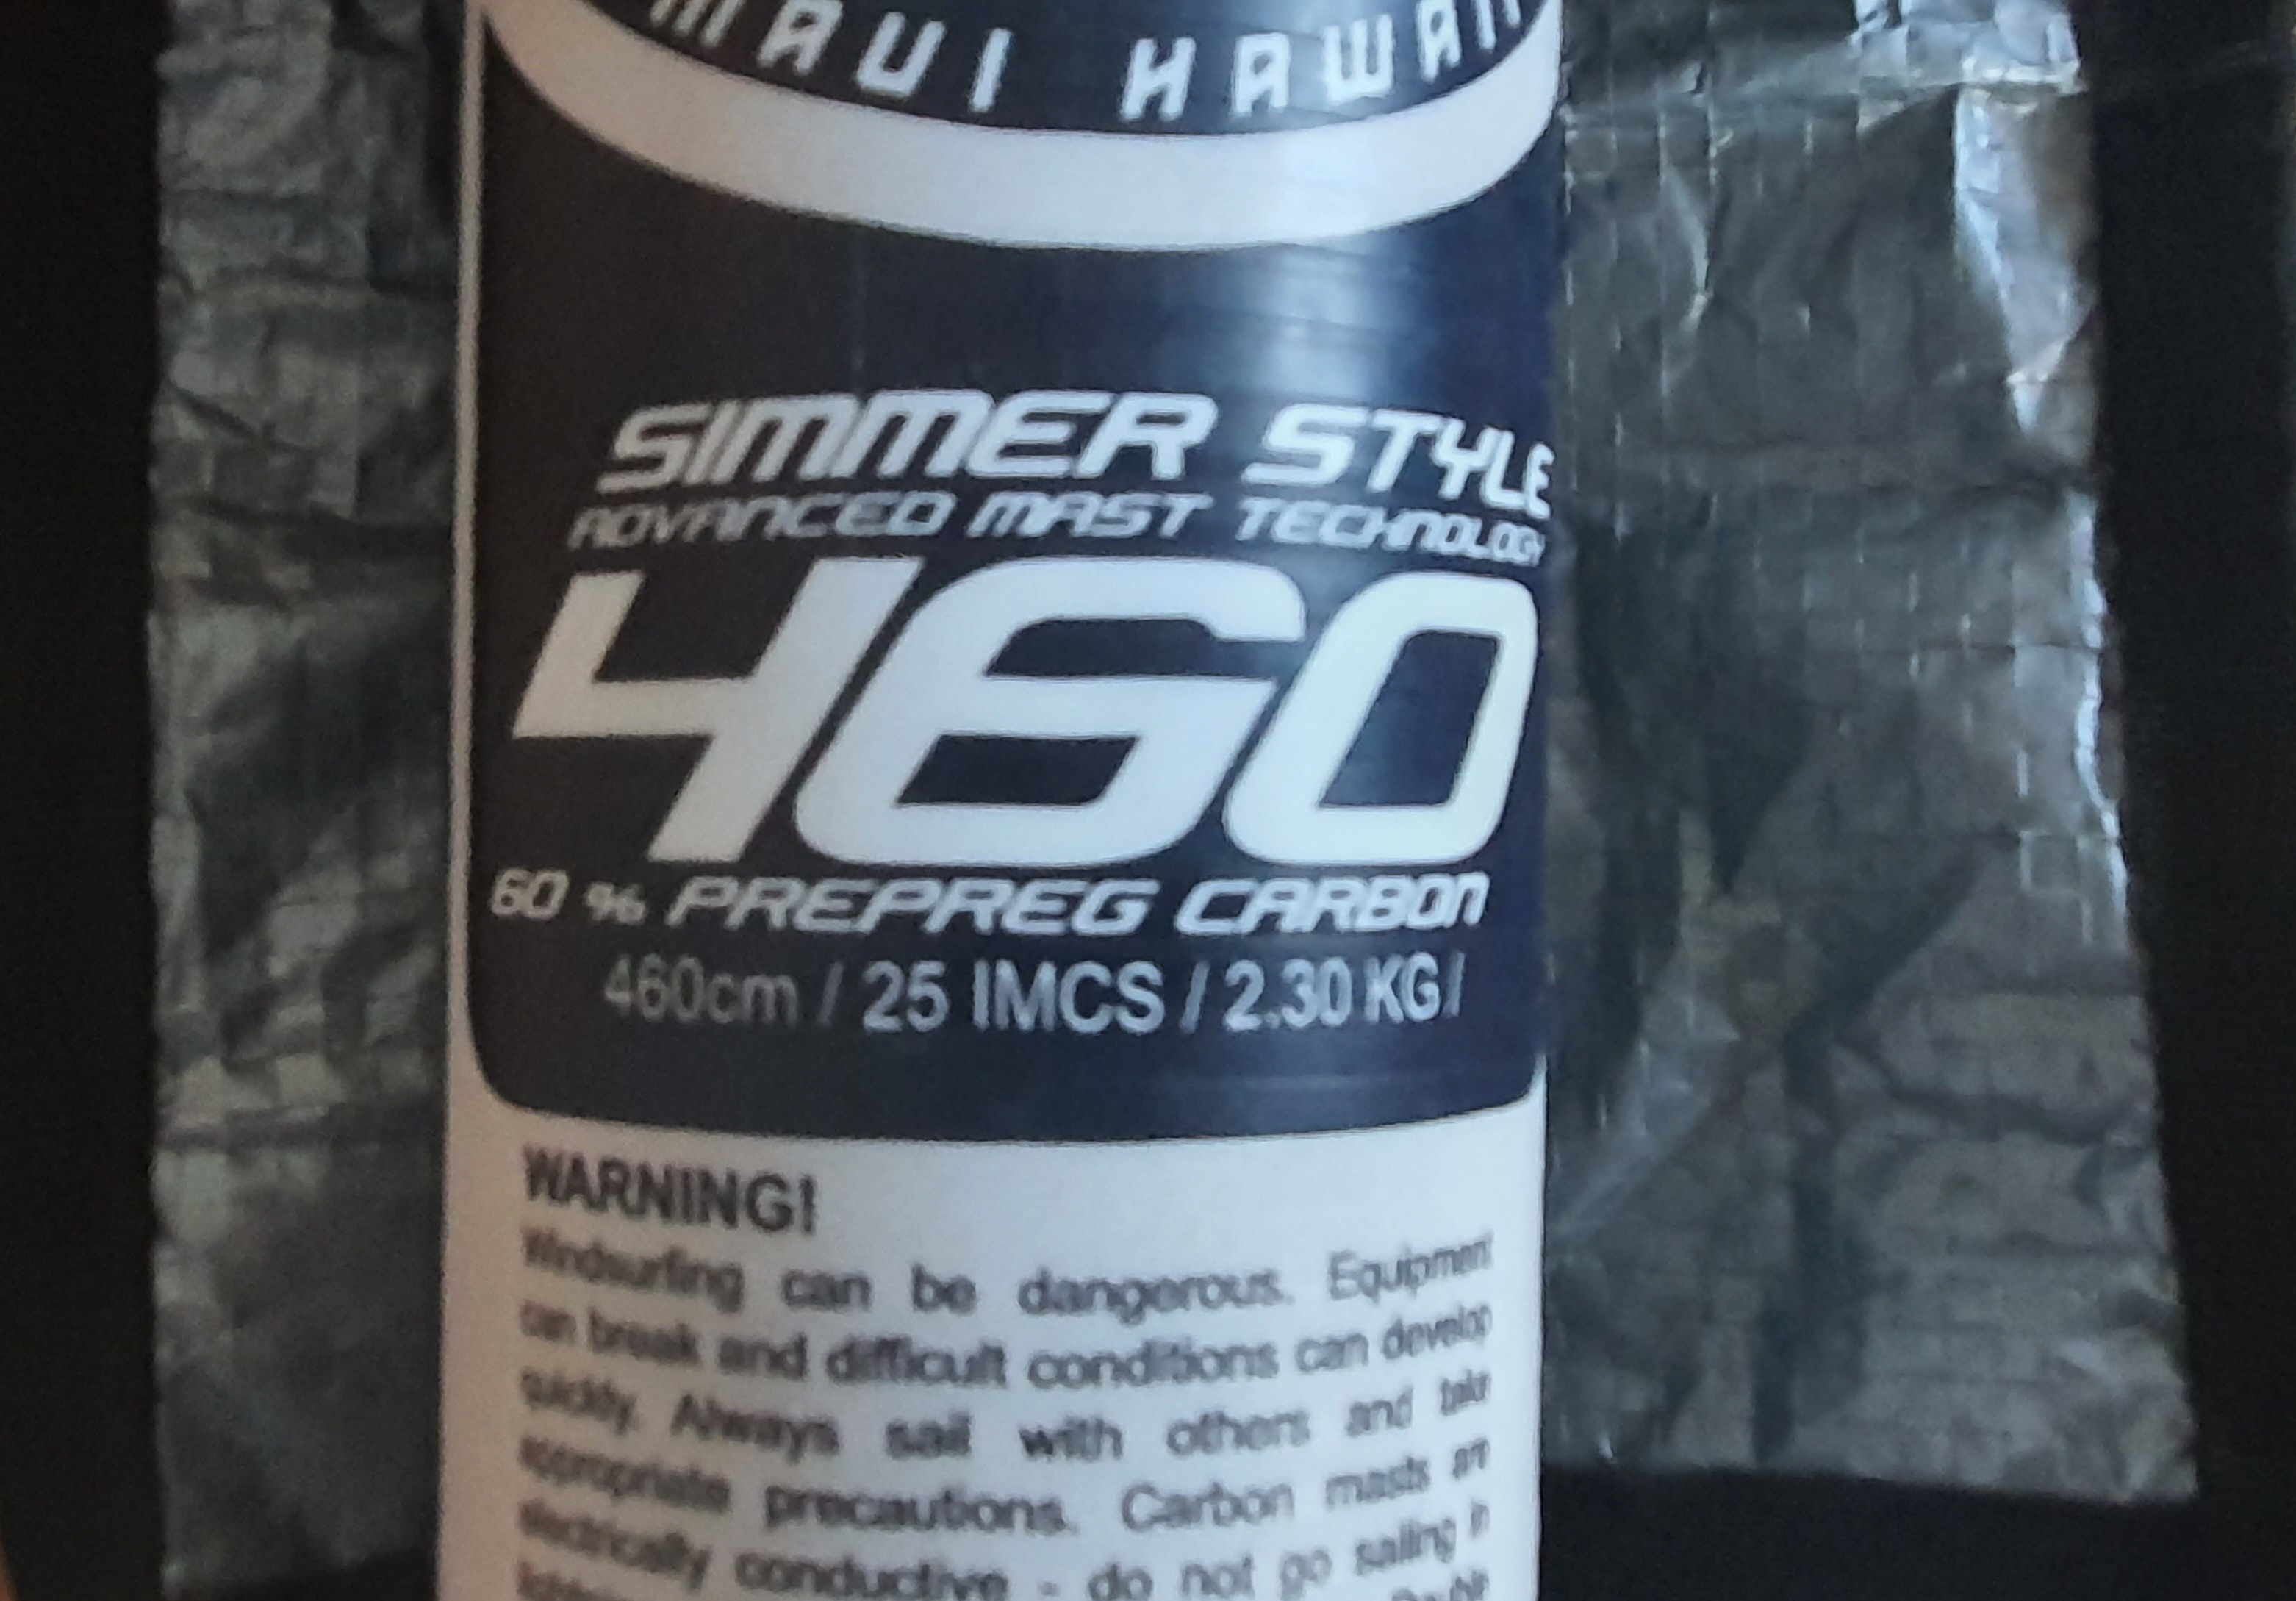 MAUI HAWAII
SIMMER STYLE
ADVANCED MAST TECHNOLOGY
460
60 % PREPREG CARBON
460cm / 25 IMCS / 2.30 KG/
WARNING!
Windsurfing can be dangerous. Equipment
can break and difficult conditions can develop
quickly. Always sail with others and take
appropriate precautions. Carbon masts are
electrically conductive - do not go sailing in